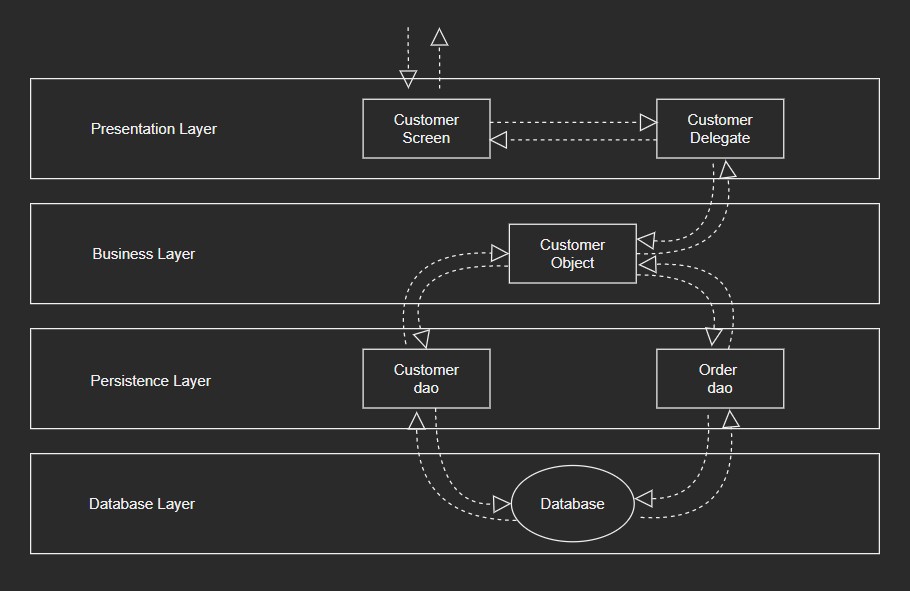 Presentation Layer
Customer
Screen
Customer
Delegate
Business Layer
Customer
Object
Persistence Layer
Customer
dao
Order
dao
Database Layer
Database